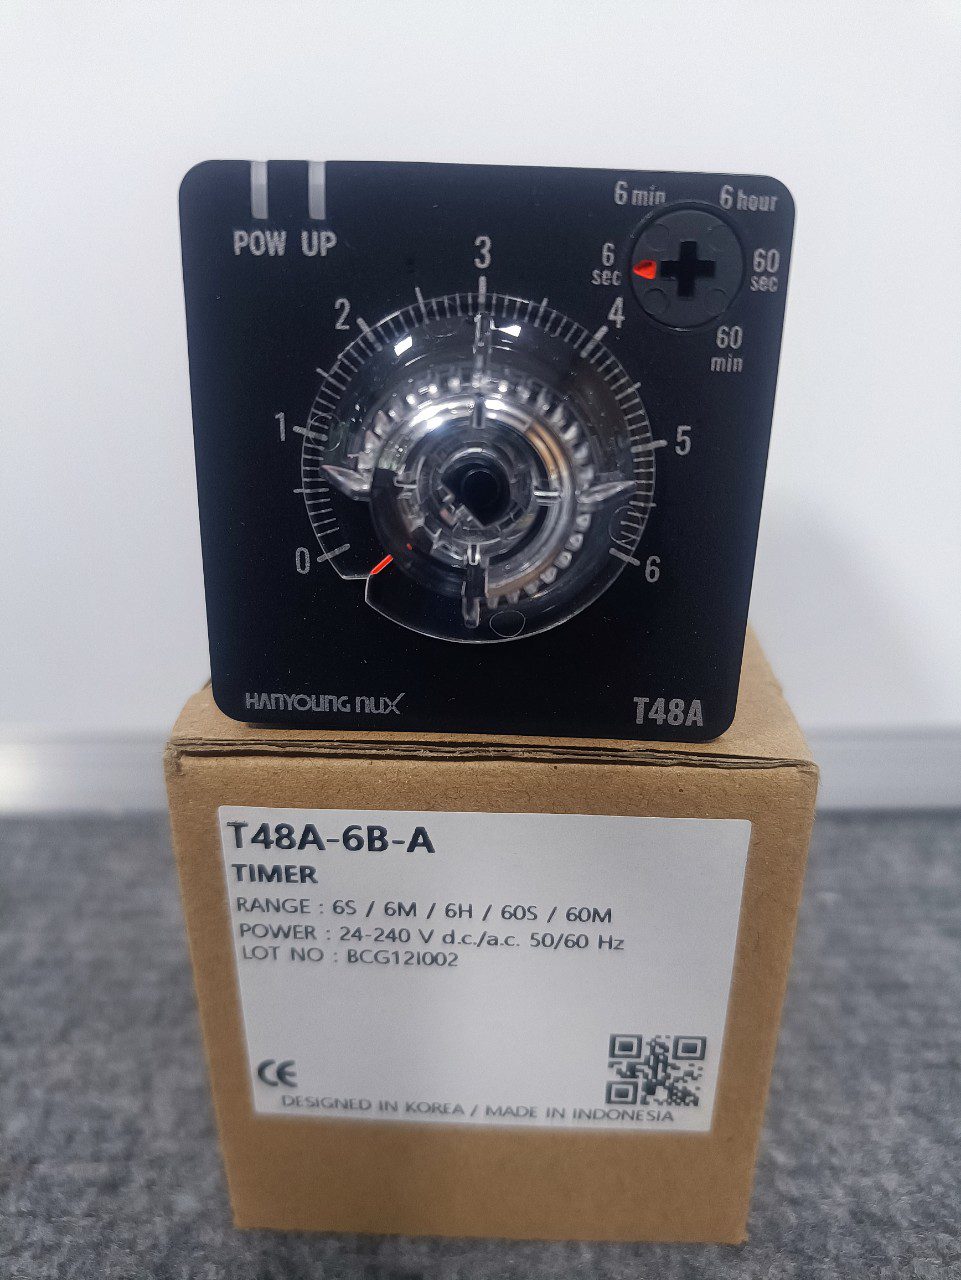 6 min 6 hour
POW UP
6
sec
60
sec
3
2
4
60
min
1
5
0
6
HANYOUNG NUX
T48A
T48A-6B-A
TIMER
RANGE : 6S / 6M / 6H / 60S / 60M
POWER : 24-240 V d.c./a.c. 50/60 Hz
LOT NO : BCG12I002
CE
DESIGNED IN KOREA / MADE IN INDONESIA